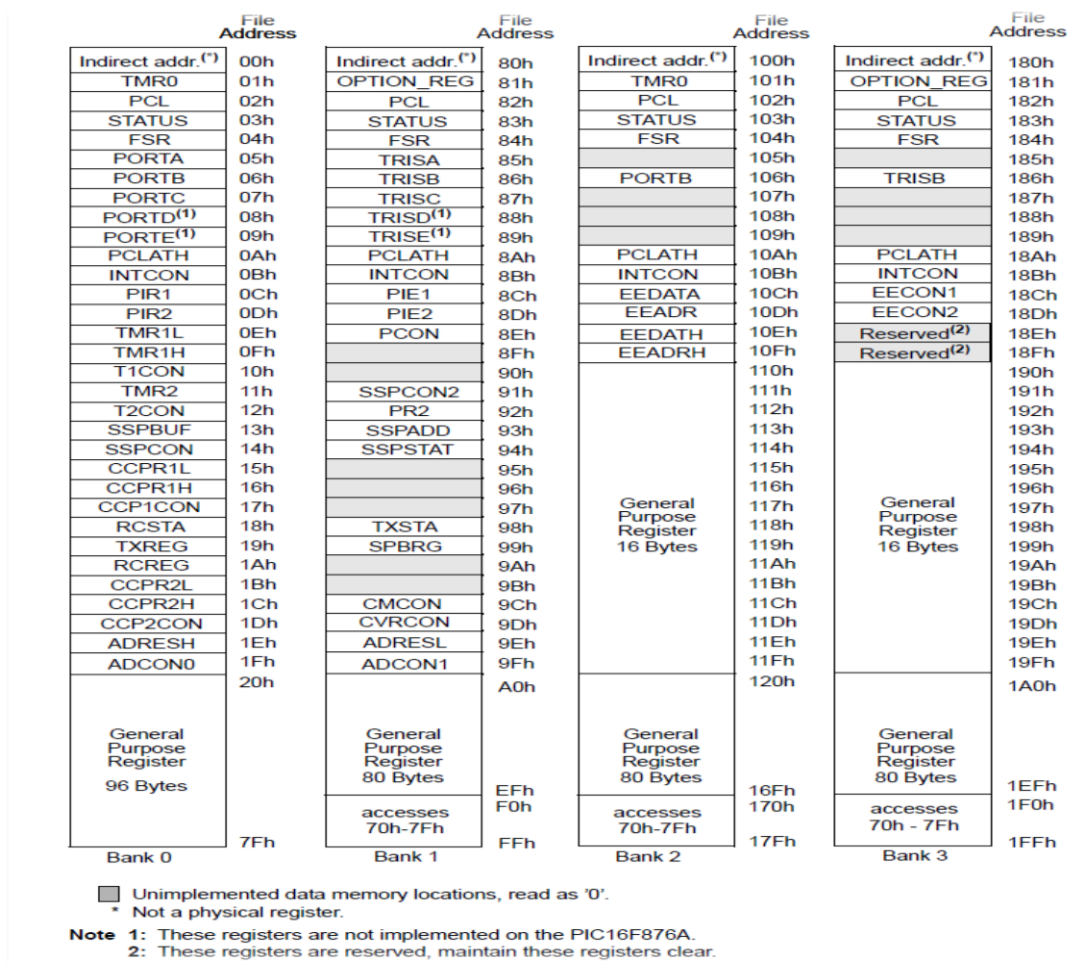 File Address File Address File Address File Address
Indirect addr.(*) 00h Indirect addr.(*) 80h Indirect addr.(*) 100h Indirect addr.(*) 180h
TMR0 01h OPTION_REG 81h TMR0 101h OPTION_REG 181h
PCL 02h PCL 82h PCL 102h PCL 182h
STATUS 03h STATUS 83h STATUS 103h STATUS 183h
FSR 04h FSR 84h FSR 104h FSR 184h
PORTA 05h TRISA 85h 105h 185h
PORTB 06h TRISB 86h PORTB 106h TRISB 186h
PORTC 07h TRISC 87h 107h 187h
PORTD(1) 08h TRISD(1) 88h 108h 188h
PORTE(1) 09h TRISE(1) 89h 109h 189h
PCLATH 0Ah PCLATH 8Ah PCLATH 10Ah PCLATH 18Ah
INTCON 0Bh INTCON 8Bh INTCON 10Bh INTCON 18Bh
PIR1 0Ch PIE1 8Ch EEDATA 10Ch EECON1 18Ch
PIR2 0Dh PIE2 8Dh EEADR 10Dh EECON2 18Dh
TMR1L 0Eh PCON 8Eh EEDATH 10Eh Reserved(2) 18Eh
TMR1H 0Fh 8Fh EEADRH 10Fh Reserved(2) 18Fh
T1CON 10h 90h 110h 190h
TMR2 11h SSPCON2 91h 111h 191h
T2CON 12h PR2 92h 112h 192h
SSPBUF 13h SSPADD 93h 113h 193h
SSPCON 14h SSPSTAT 94h 114h 194h
CCPR1L 15h 95h 115h 195h
CCPR1H 16h 96h 116h 196h
CCP1CON 17h 97h General 117h General 197h
RCSTA 18h TXSTA 98h Purpose Register 118h Purpose Register 198h
TXREG 19h SPBRG 99h 16 Bytes 119h 16 Bytes 199h
RCREG 1Ah 9Ah 11Ah 19Ah
CCPR2L 1Bh 9Bh 11Bh 19Bh
CCPR2H 1Ch CMCON 9Ch 11Ch 19Ch
CCP2CON 1Dh CVRCON 9Dh 11Dh 19Dh
ADRESH 1Eh ADRESL 9Eh 11Eh 19Eh
ADCON0 1Fh ADCON1 9Fh 11Fh 19Fh
20h A0h 120h 1A0h
General General General General
Purpose Purpose Purpose Purpose
Register Register Register Register
96 Bytes 80 Bytes 80 Bytes 80 Bytes
EFh 16Fh 1EFh
F0h 170h 1F0h
accesses accesses accesses
70h-7Fh 70h-7Fh 70h - 7Fh
7Fh FFh 17Fh 1FFh
Bank 0 Bank 1 Bank 2 Bank 3
Unimplemented data memory locations, read as '0'.
* Not a physical register.
Note 1: These registers are not implemented on the PIC16F876A.
2: These registers are reserved, maintain these registers clear.